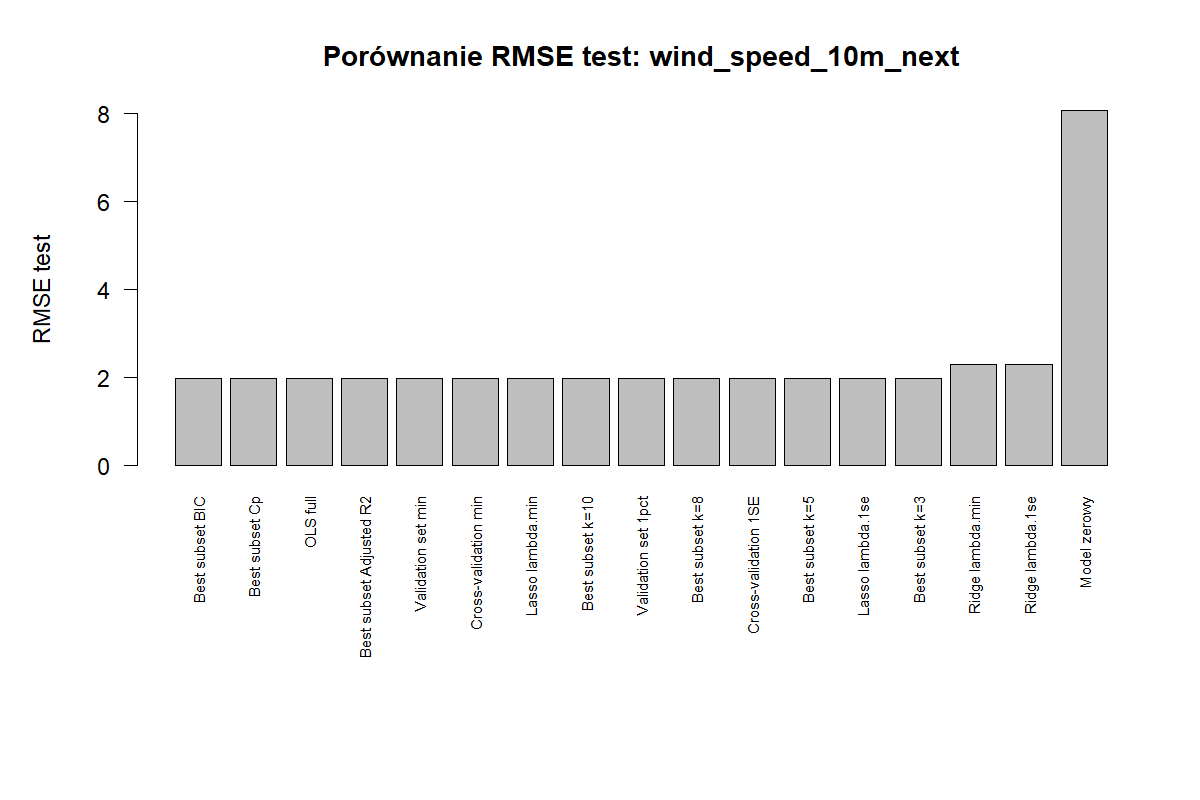 Porównanie RMSE test: wind_speed_10m_next
RMSE test
8
6
4
2
0
Best subset BIC
Best subset Cp
OLS full
Best subset Adjusted R2
Validation set min
Cross-validation min
Lasso lambda.min
Best subset k=10
Validation set 1pct
Best subset k=8
Cross-validation 1SE
Best subset k=5
Lasso lambda.1se
Best subset k=3
Ridge lambda.min
Ridge lambda.1se
Model zerowy